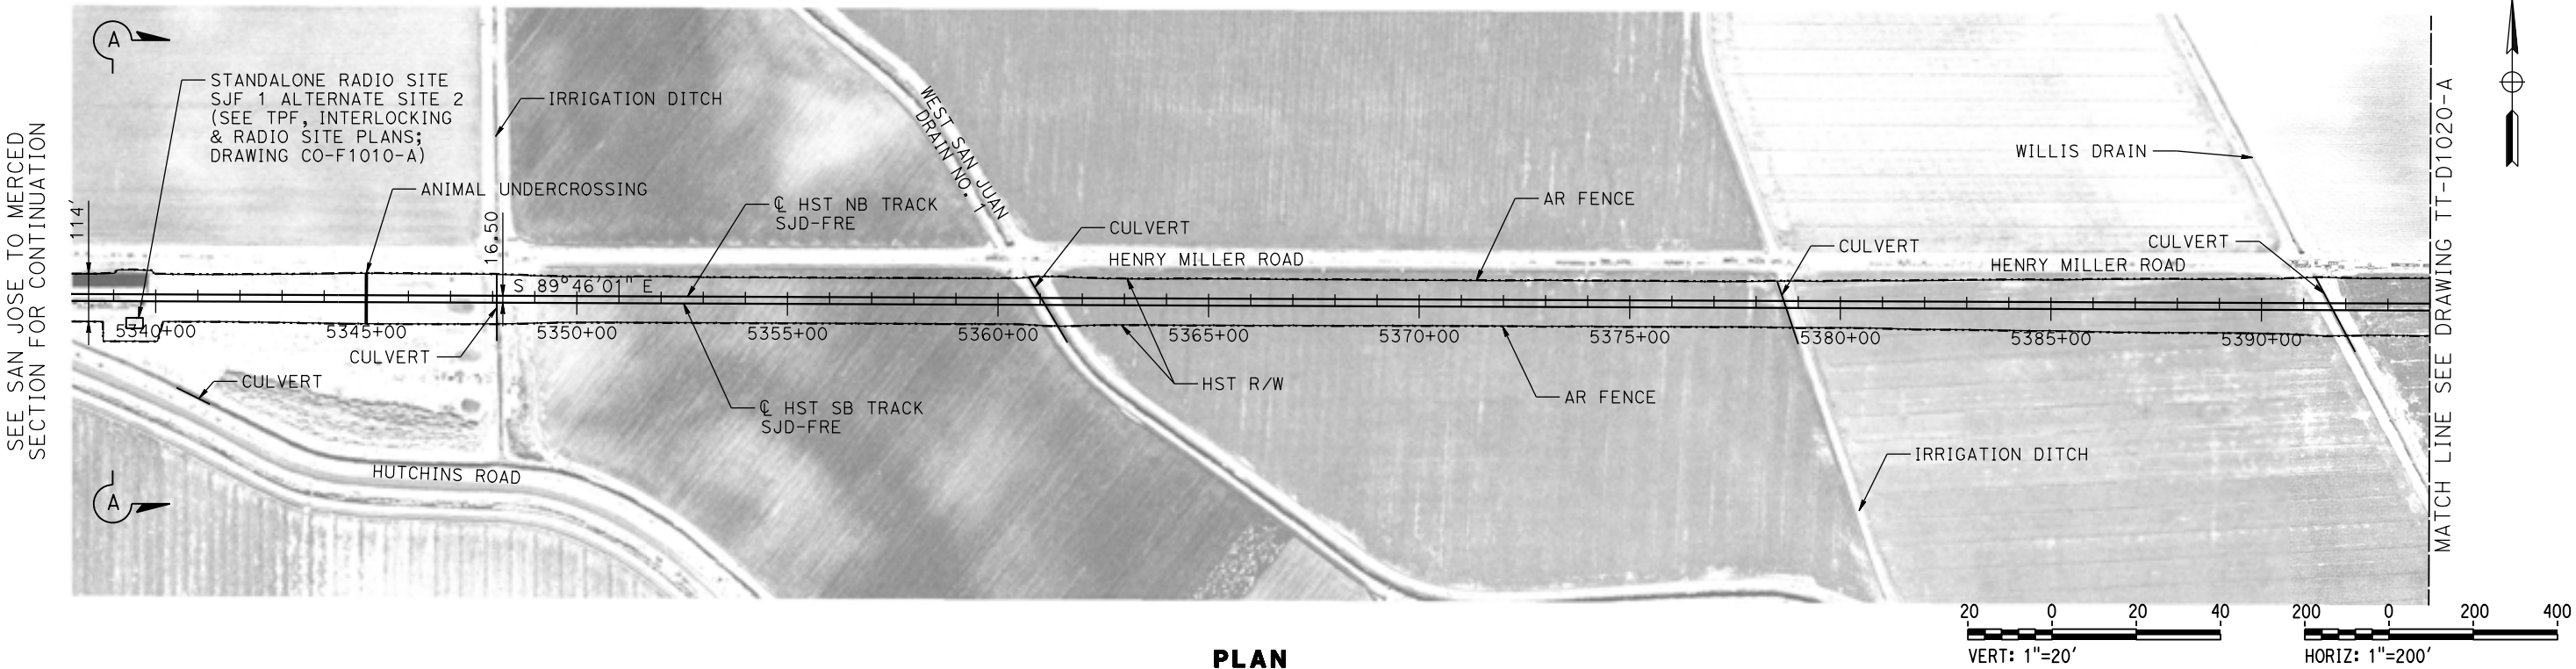 A
STANDALONE RADIO SITE
SJF 1 ALTERNATE SITE 2
(SEE TPF, INTERLOCKING
& RADIO SITE PLANS;
DRAWING CO-F1010-A)
IRRIGATION DITCH
WEST SAN JUAN
DRAIN NO. 1
WILLIS DRAIN
SEE SAN JOSE TO MERCED
SECTION FOR CONTINUATION
MATCH LINE SEE DRAWING TT-D1020-A
ANIMAL UNDERCROSSING
114'
16.50
℄ HST NB TRACK
SJD-FRE
AR FENCE
CULVERT
CULVERT
CULVERT
HENRY MILLER ROAD
HENRY MILLER ROAD
S 89°46'01" E
5340+00
5345+00
5350+00
5355+00
5360+00
5365+00
5370+00
5375+00
5380+00
5385+00
5390+00
CULVERT
CULVERT
HST R/W
AR FENCE
℄ HST SB TRACK
SJD-FRE
HUTCHINS ROAD
IRRIGATION DITCH
A
20 0 20 40
VERT: 1"=20'
200 0 200 400
HORIZ: 1"=200'
PLAN